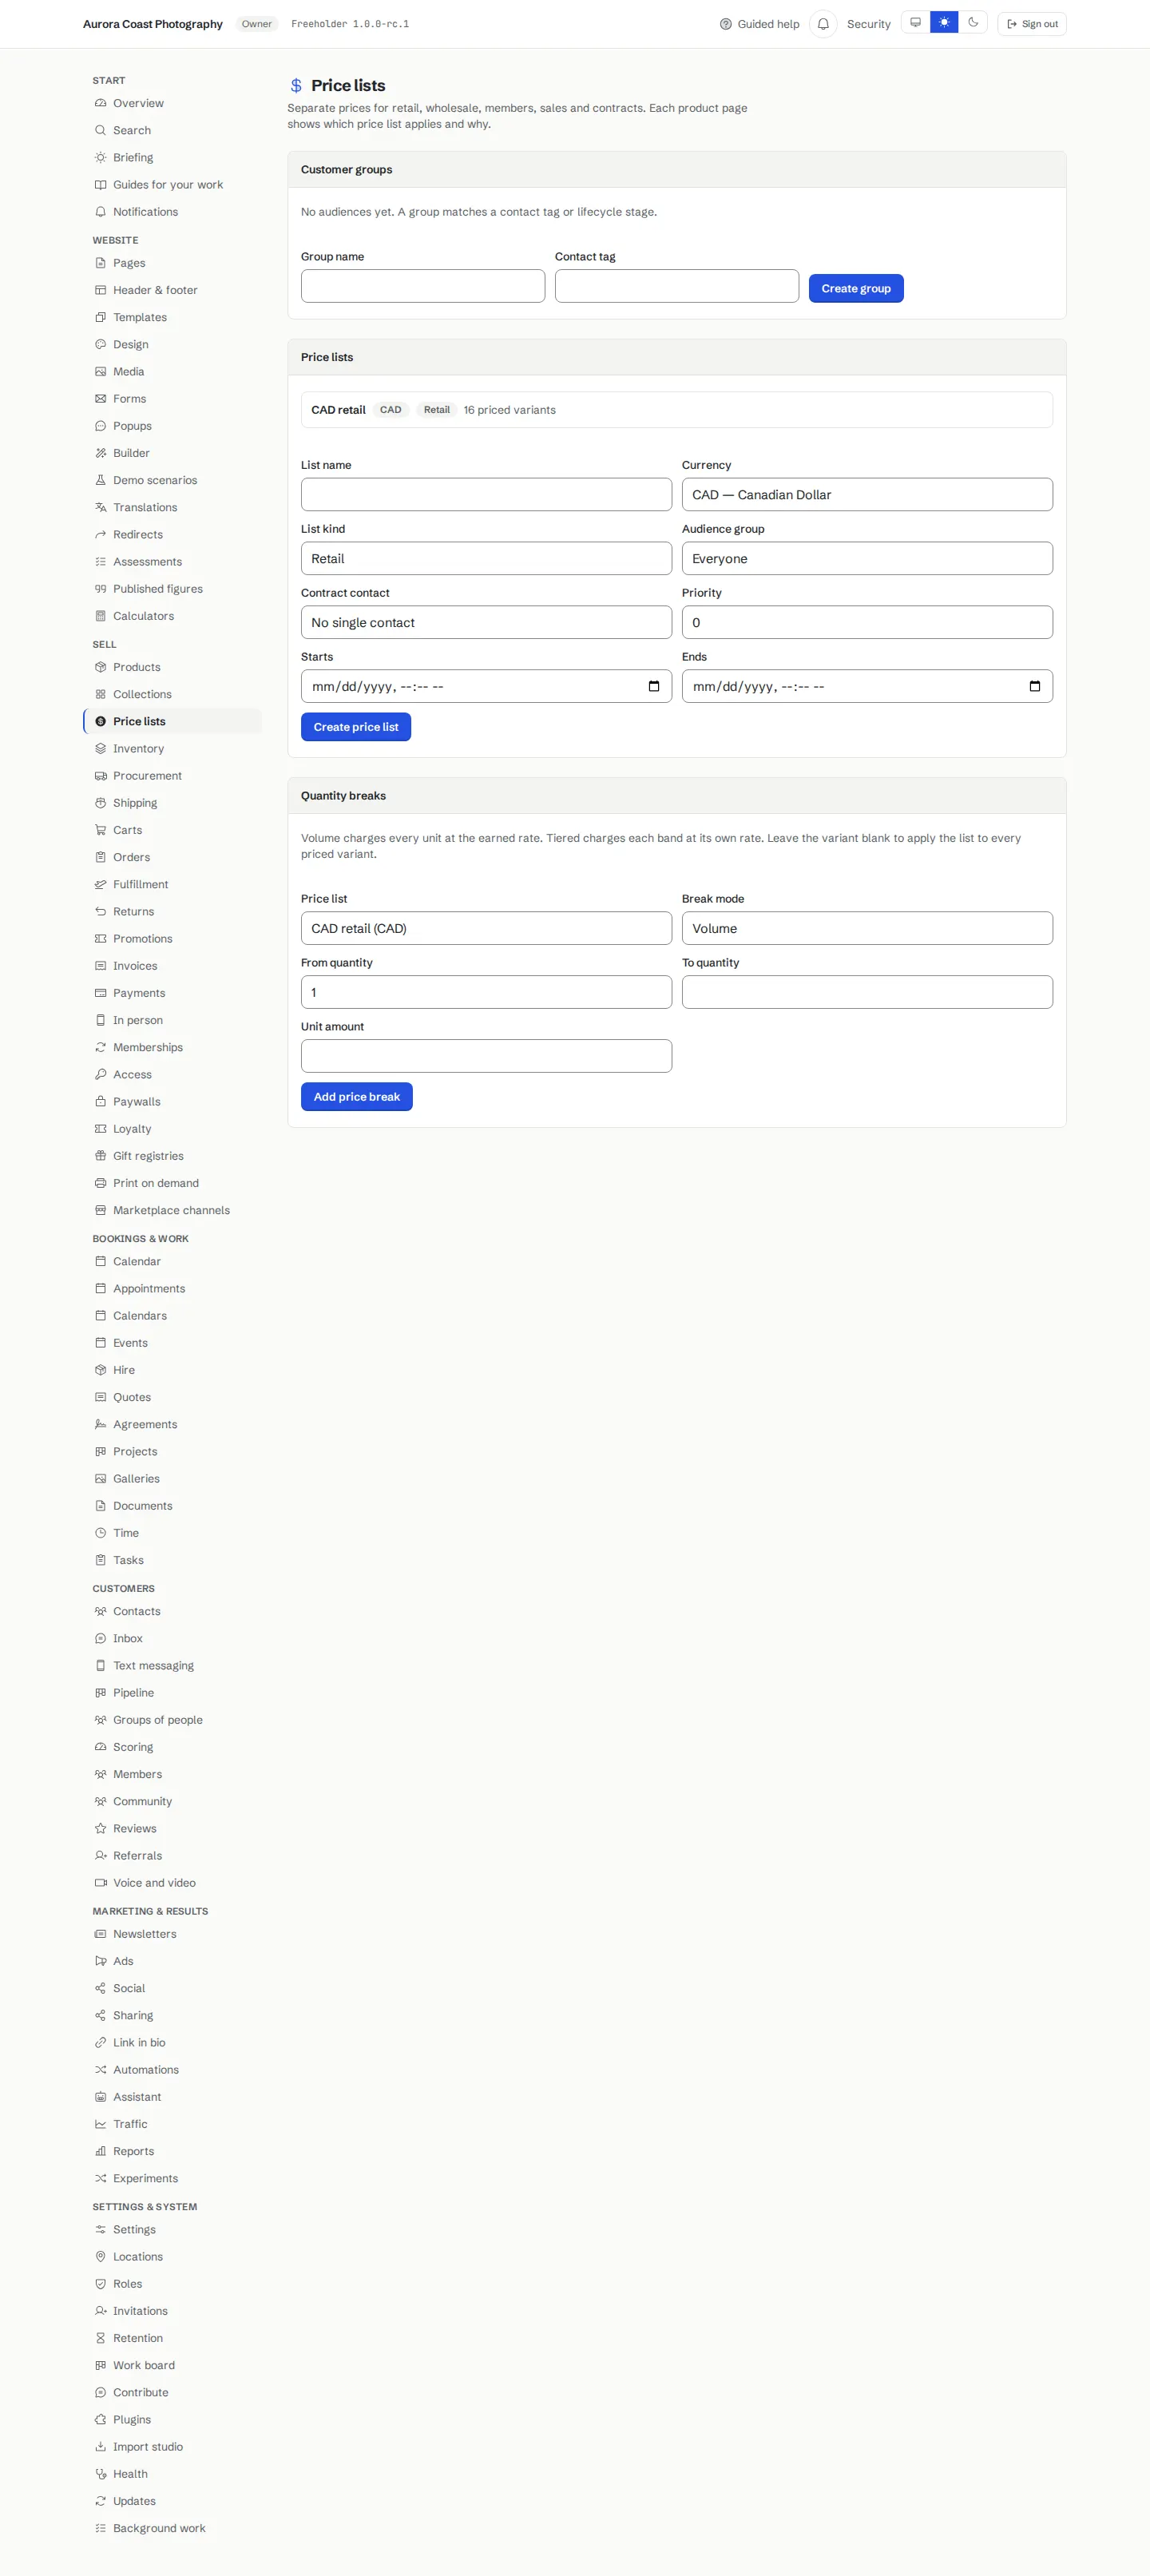 Aurora Coast Photography Owner Freeholder 1.0.0-rc.1 Guided help Security Sign out
START
Overview
Search
Briefing
Guides for your work
Notifications
WEBSITE
Pages
Header & footer
Templates
Design
Media
Forms
Popups
Builder
Demo scenarios
Translations
Redirects
Assessments
Published figures
Calculators
SELL
Products
Collections
Price lists
Inventory
Procurement
Shipping
Carts
Orders
Fulfillment
Returns
Promotions
Invoices
Payments
In person
Memberships
Access
Paywalls
Loyalty
Gift registries
Print on demand
Marketplace channels
BOOKINGS & WORK
Calendar
Appointments
Calendars
Events
Hire
Quotes
Agreements
Projects
Galleries
Documents
Time
Tasks
CUSTOMERS
Contacts
Inbox
Text messaging
Pipeline
Groups of people
Scoring
Members
Community
Reviews
Referrals
Voice and video
MARKETING & RESULTS
Newsletters
Ads
Social
Sharing
Link in bio
Automations
Assistant
Traffic
Reports
Experiments
SETTINGS & SYSTEM
Settings
Locations
Roles
Invitations
Retention
Work board
Contribute
Plugins
Import studio
Health
Updates
Background work
Price lists
Separate prices for retail, wholesale, members, sales and contracts. Each product page
shows which price list applies and why.
Customer groups
No audiences yet. A group matches a contact tag or lifecycle stage.
Group name Contact tag
Create group
Price lists
CAD retail CAD Retail 16 priced variants
List name Currency
CAD — Canadian Dollar
List kind Audience group
Retail Everyone
Contract contact Priority
No single contact 0
Starts Ends
mm/dd/yyyy, --:-- -- mm/dd/yyyy, --:-- --
Create price list
Quantity breaks
Volume charges every unit at the earned rate. Tiered charges each band at its own rate. Leave the variant blank to apply the list to every
priced variant.
Price list Break mode
CAD retail (CAD) Volume
From quantity To quantity
1
Unit amount
Add price break